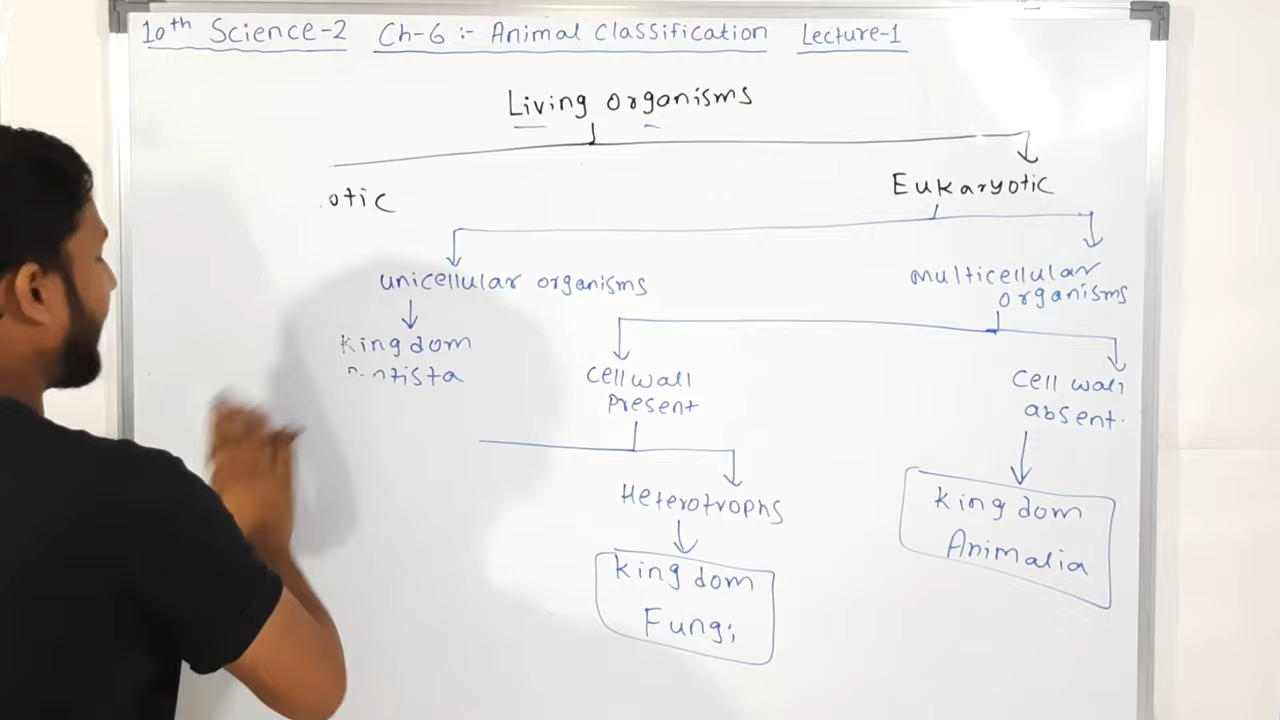 10th Science-2 Ch-6 :- Animal Classification Lecture-1
Living organisms
otic
Eukaryotic
unicellular organisms
multicellular
organisms
kingdom
cell wall
present
cell wall
absent.
Heterotrophs
kingdom
Animalia
kingdom
Fungi